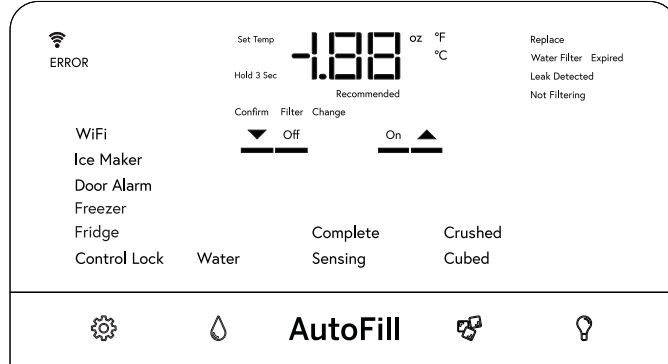 Set Temp
-1.88 oz °F
°C
ERROR
Hold 3 Sec
Recommended
Replace
Water Filter Expired
Leak Detected
Not Filtering
Confirm Filter Change
Off On
WiFi
Ice Maker
Door Alarm
Freezer
Fridge Complete Crushed
Control Lock Water Sensing Cubed
AutoFill